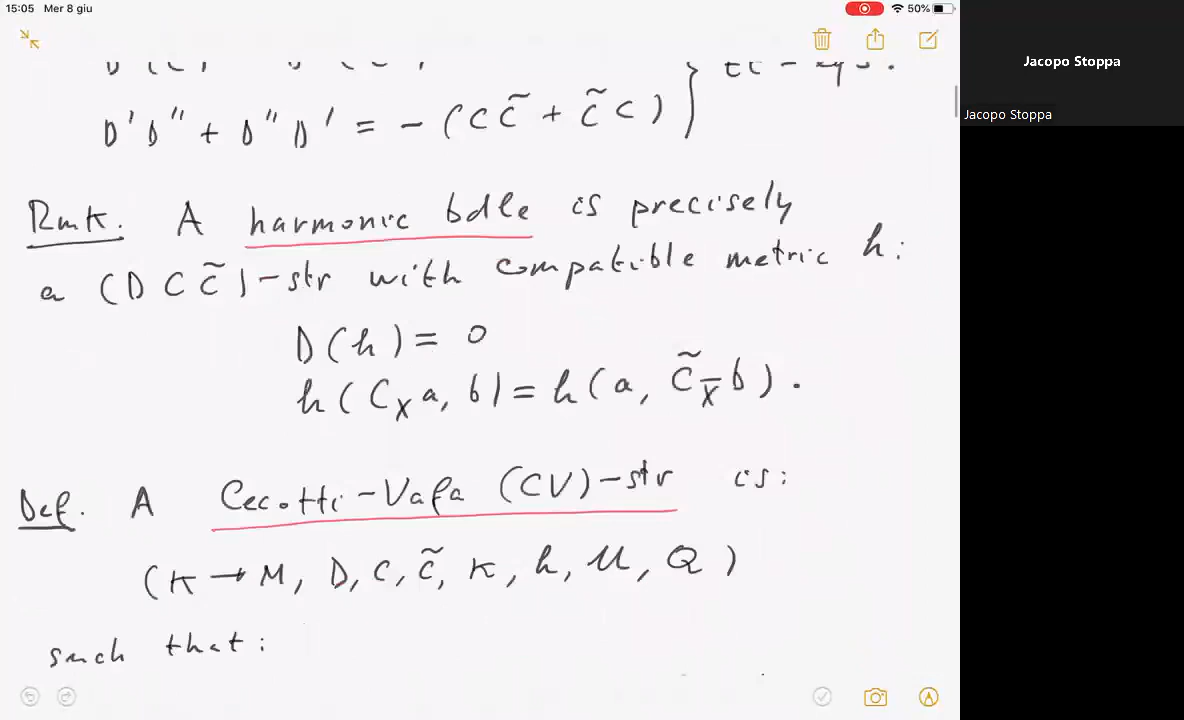 15:05 Mer 8 giu
50%
D'D" + D"D' = - (C C̃ + C̃ C)
Rmk. A harmonic bdle is precisely
a (D C C̃)-str with compatible metric h:
D(h) = 0
h(C_X a, b) = h(a, C̃_X̄ b).
Def. A Cecotti-Vafa (CV)-str is:
(K → M, D, C, C̃, κ, h, U, Q)
such that:
Jacopo Stoppa
Jacopo Stoppa